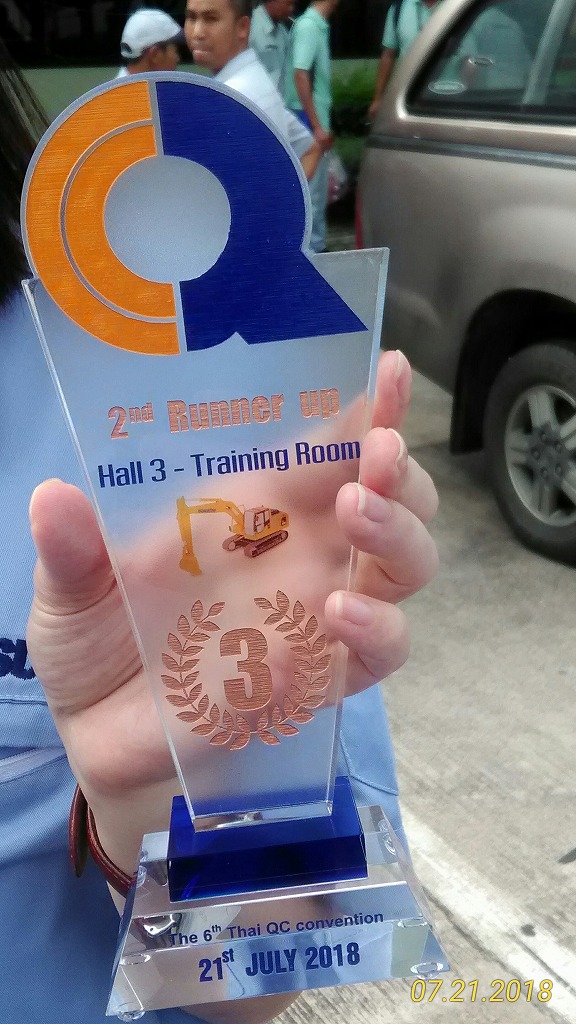 2nd Runner up
Hall 3 - Training Room
3
The 6th Thai QC convention
21st JULY 2018
07.21.2018